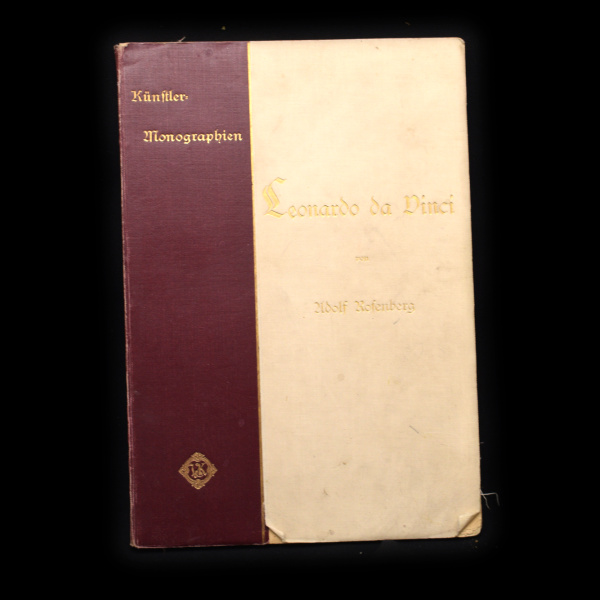 Künstler-
Monographien
Leonardo da Vinci
von
Adolf Rosenberg
V&K